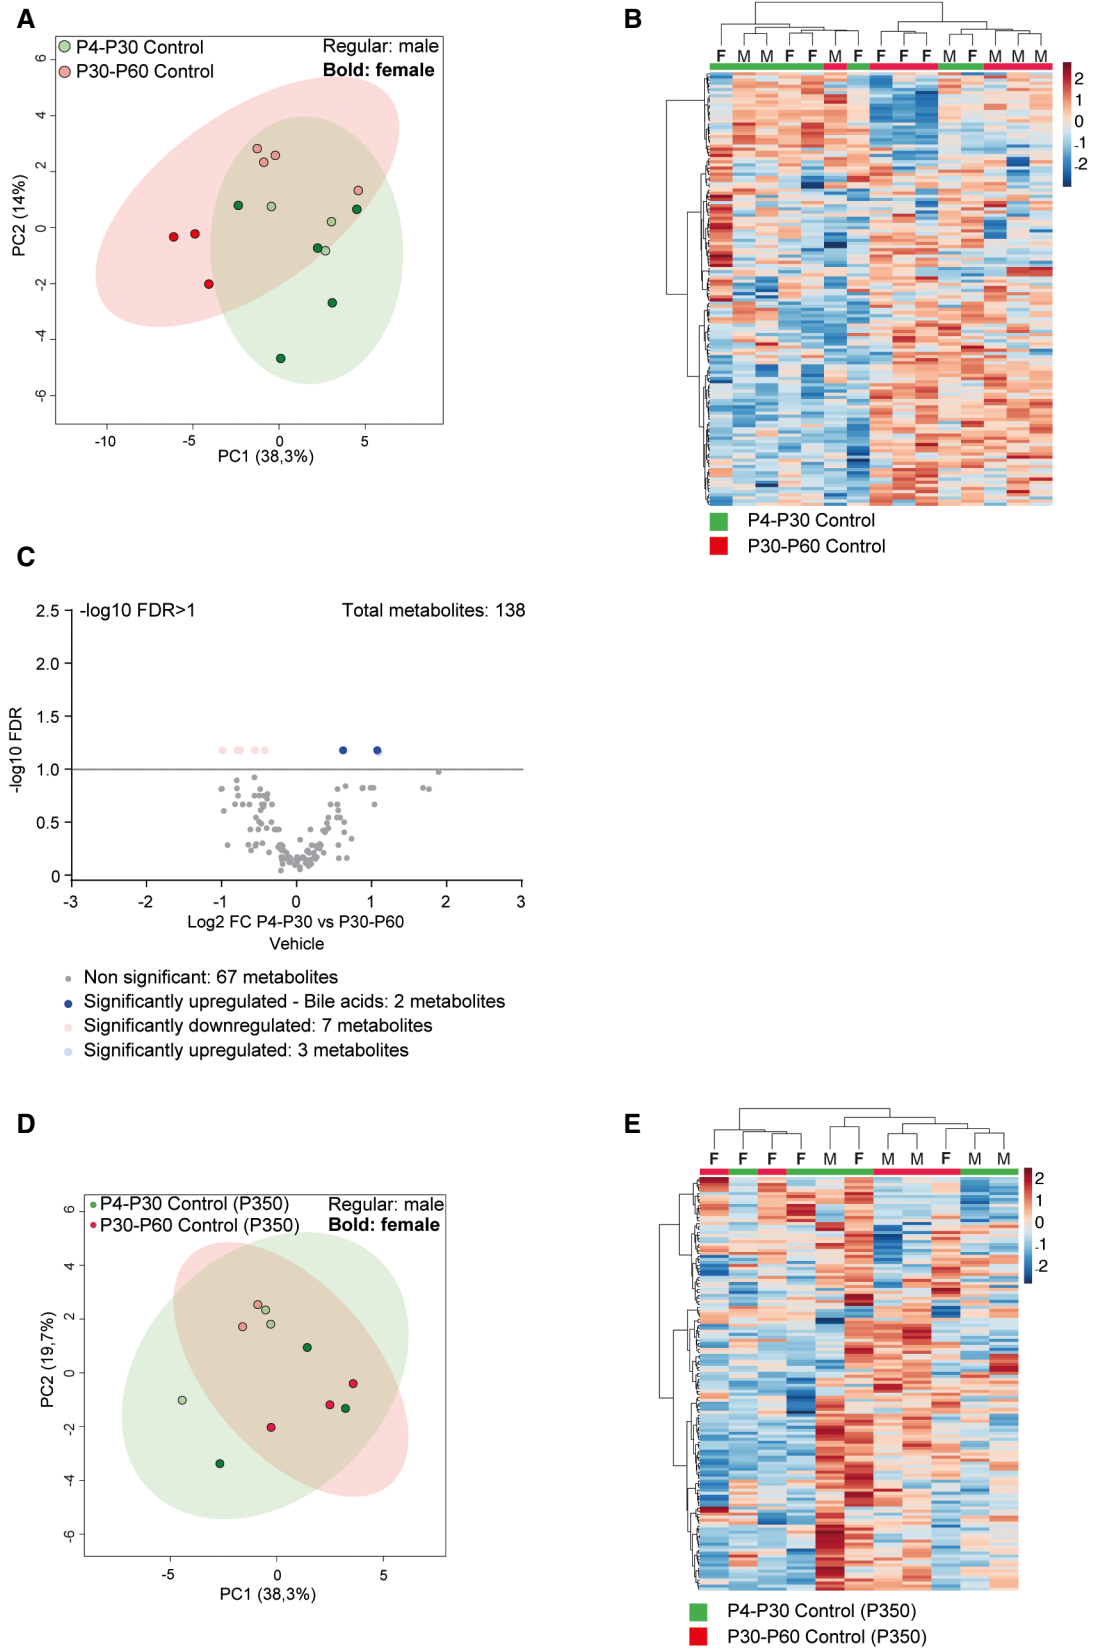 A
P4-P30 Control
P30-P60 Control
Regular: male
Bold: female
6
4
2
0
-2
-4
-6
PC2 (14%)
-10
-5
0
5
PC1 (38,3%)
B
F M M F F M F F F F M F M M M
2
1
0
-1
-2
P4-P30 Control
P30-P60 Control
C
-log10 FDR>1
Total metabolites: 138
2.5
2.0
1.5
1.0
0.5
0
-log10 FDR
-3
-2
-1
0
1
2
3
Log2 FC P4-P30 vs P30-P60
Vehicle
Non significant: 67 metabolites
Significantly upregulated - Bile acids: 2 metabolites
Significantly downregulated: 7 metabolites
Significantly upregulated: 3 metabolites
D
P4-P30 Control (P350)
P30-P60 Control (P350)
Regular: male
Bold: female
6
4
2
0
-2
-4
-6
PC2 (19,7%)
-5
0
5
PC1 (38,3%)
E
F F F F M F M M F M M
2
1
0
-1
-2
P4-P30 Control (P350)
P30-P60 Control (P350)